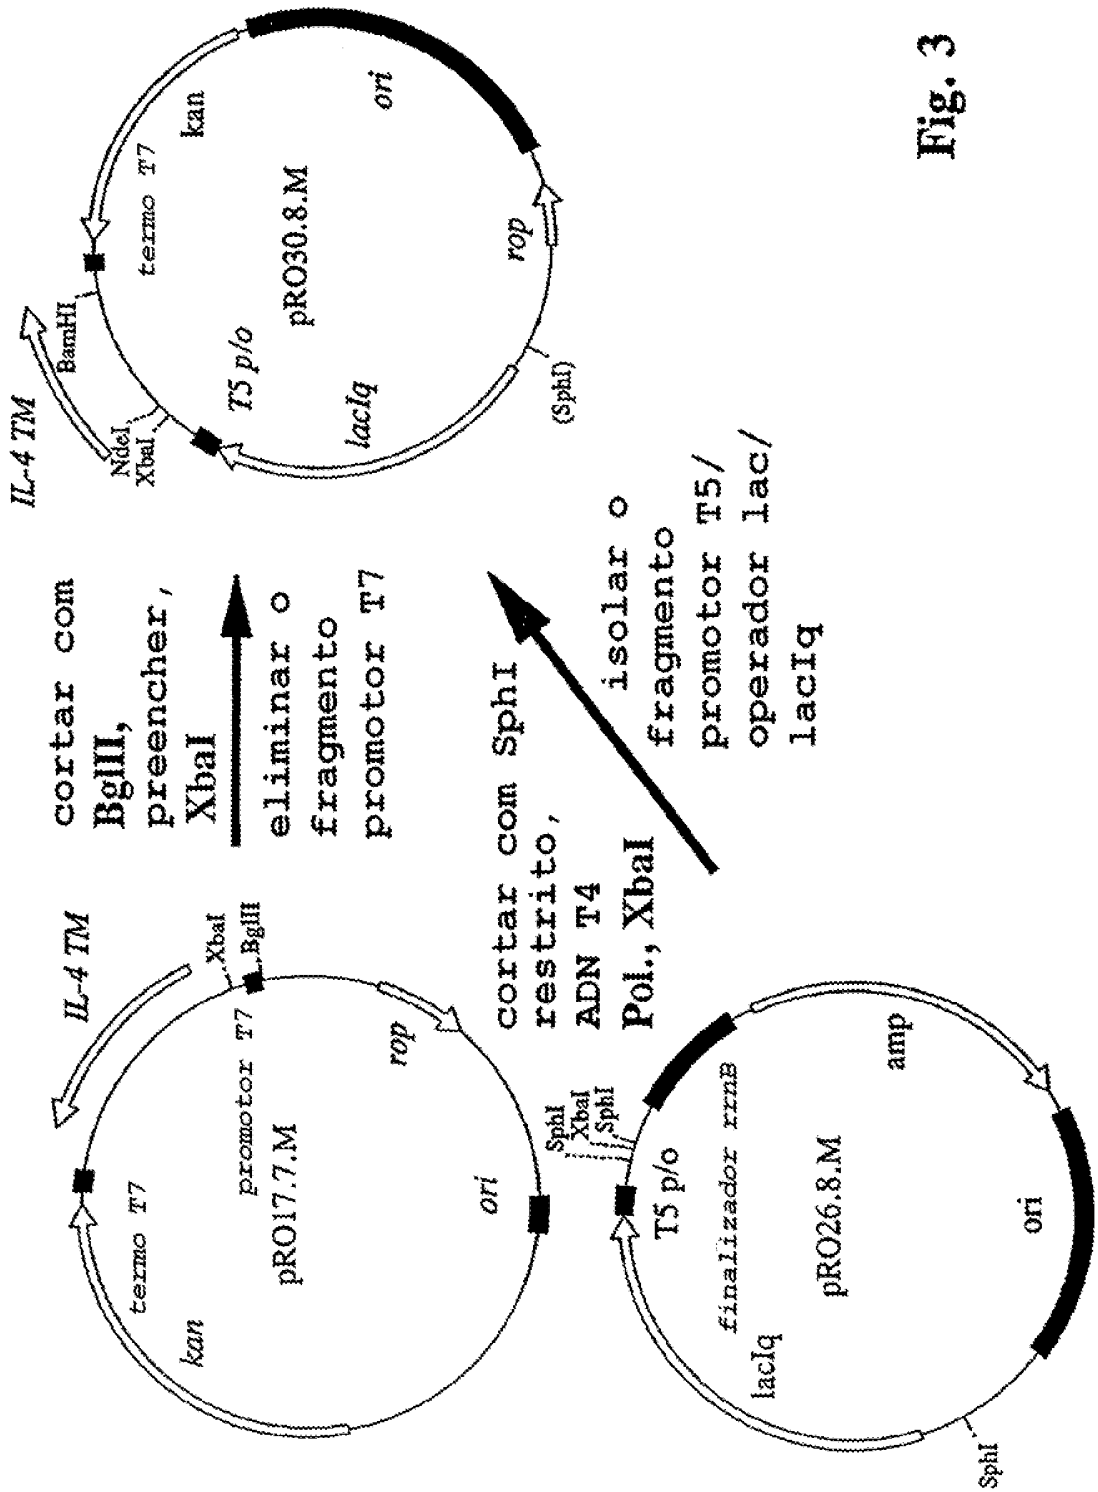 IL-4 TM
XbaI
BglII
promotor T7
termo T7
kan
pRO17.7.M
rop
ori
cortar com
BglII,
preencher,
XbaI
eliminar o
fragmento
promotor T7
IL-4 TM
NdeI
XbaI
BamHI
termo T7
kan
T5 p/o
pRO30.8.M
ori
lacIq
rop
(SphI)
SphI
XbaI
SphI
T5 p/o
finalizador rrnB
lacIq
pRO26.8.M
amp
ori
SphI
cortar com SphI
restrito,
ADN T4
Pol., XbaI
isolar o
fragmento
promotor T5/
operador lac/
lacIq
Fig. 3